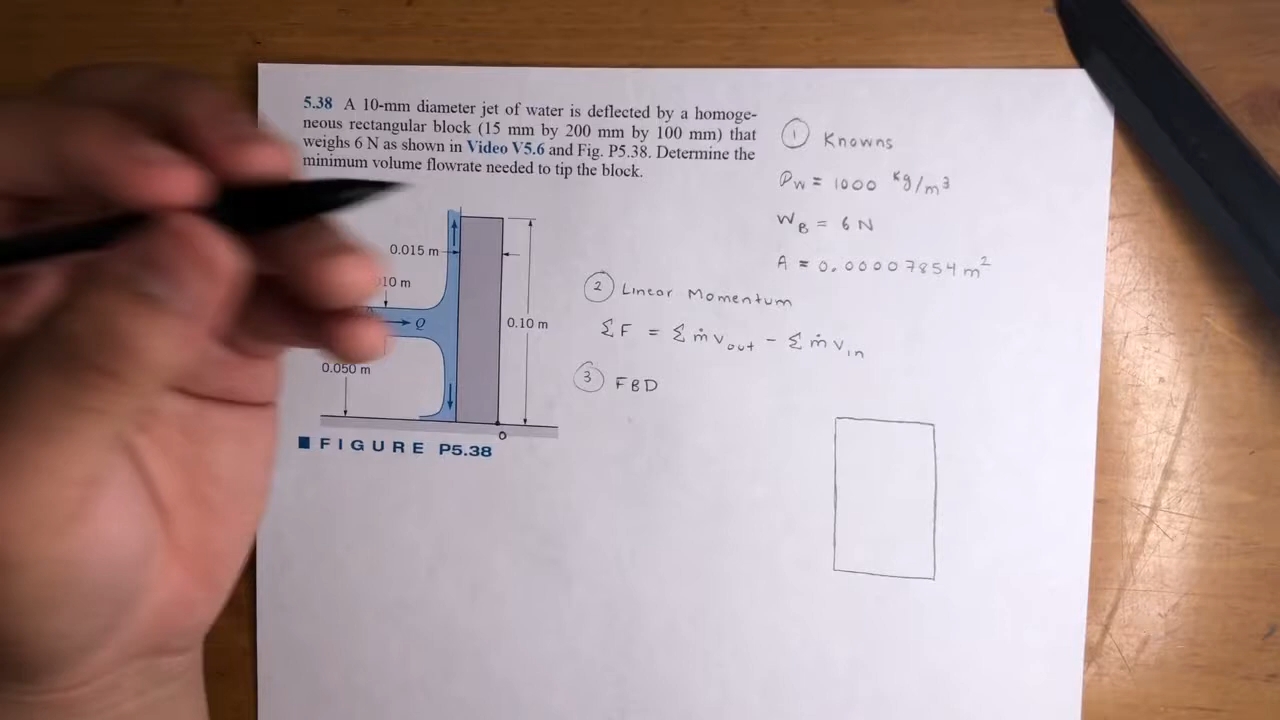 5.38 A 10-mm diameter jet of water is deflected by a homoge-
neous rectangular block (15 mm by 200 mm by 100 mm) that
weighs 6 N as shown in Video V5.6 and Fig. P5.38. Determine the
minimum volume flowrate needed to tip the block.
0.015 m
10 m
Q
0.10 m
0.050 m
O
■ FIGURE P5.38
① Knowns
ρw = 1000 kg/m³
WB = 6 N
A = 0.00007854 m²
② Linear Momentum
ΣF = Σṁvout - Σṁvin
③ FBD